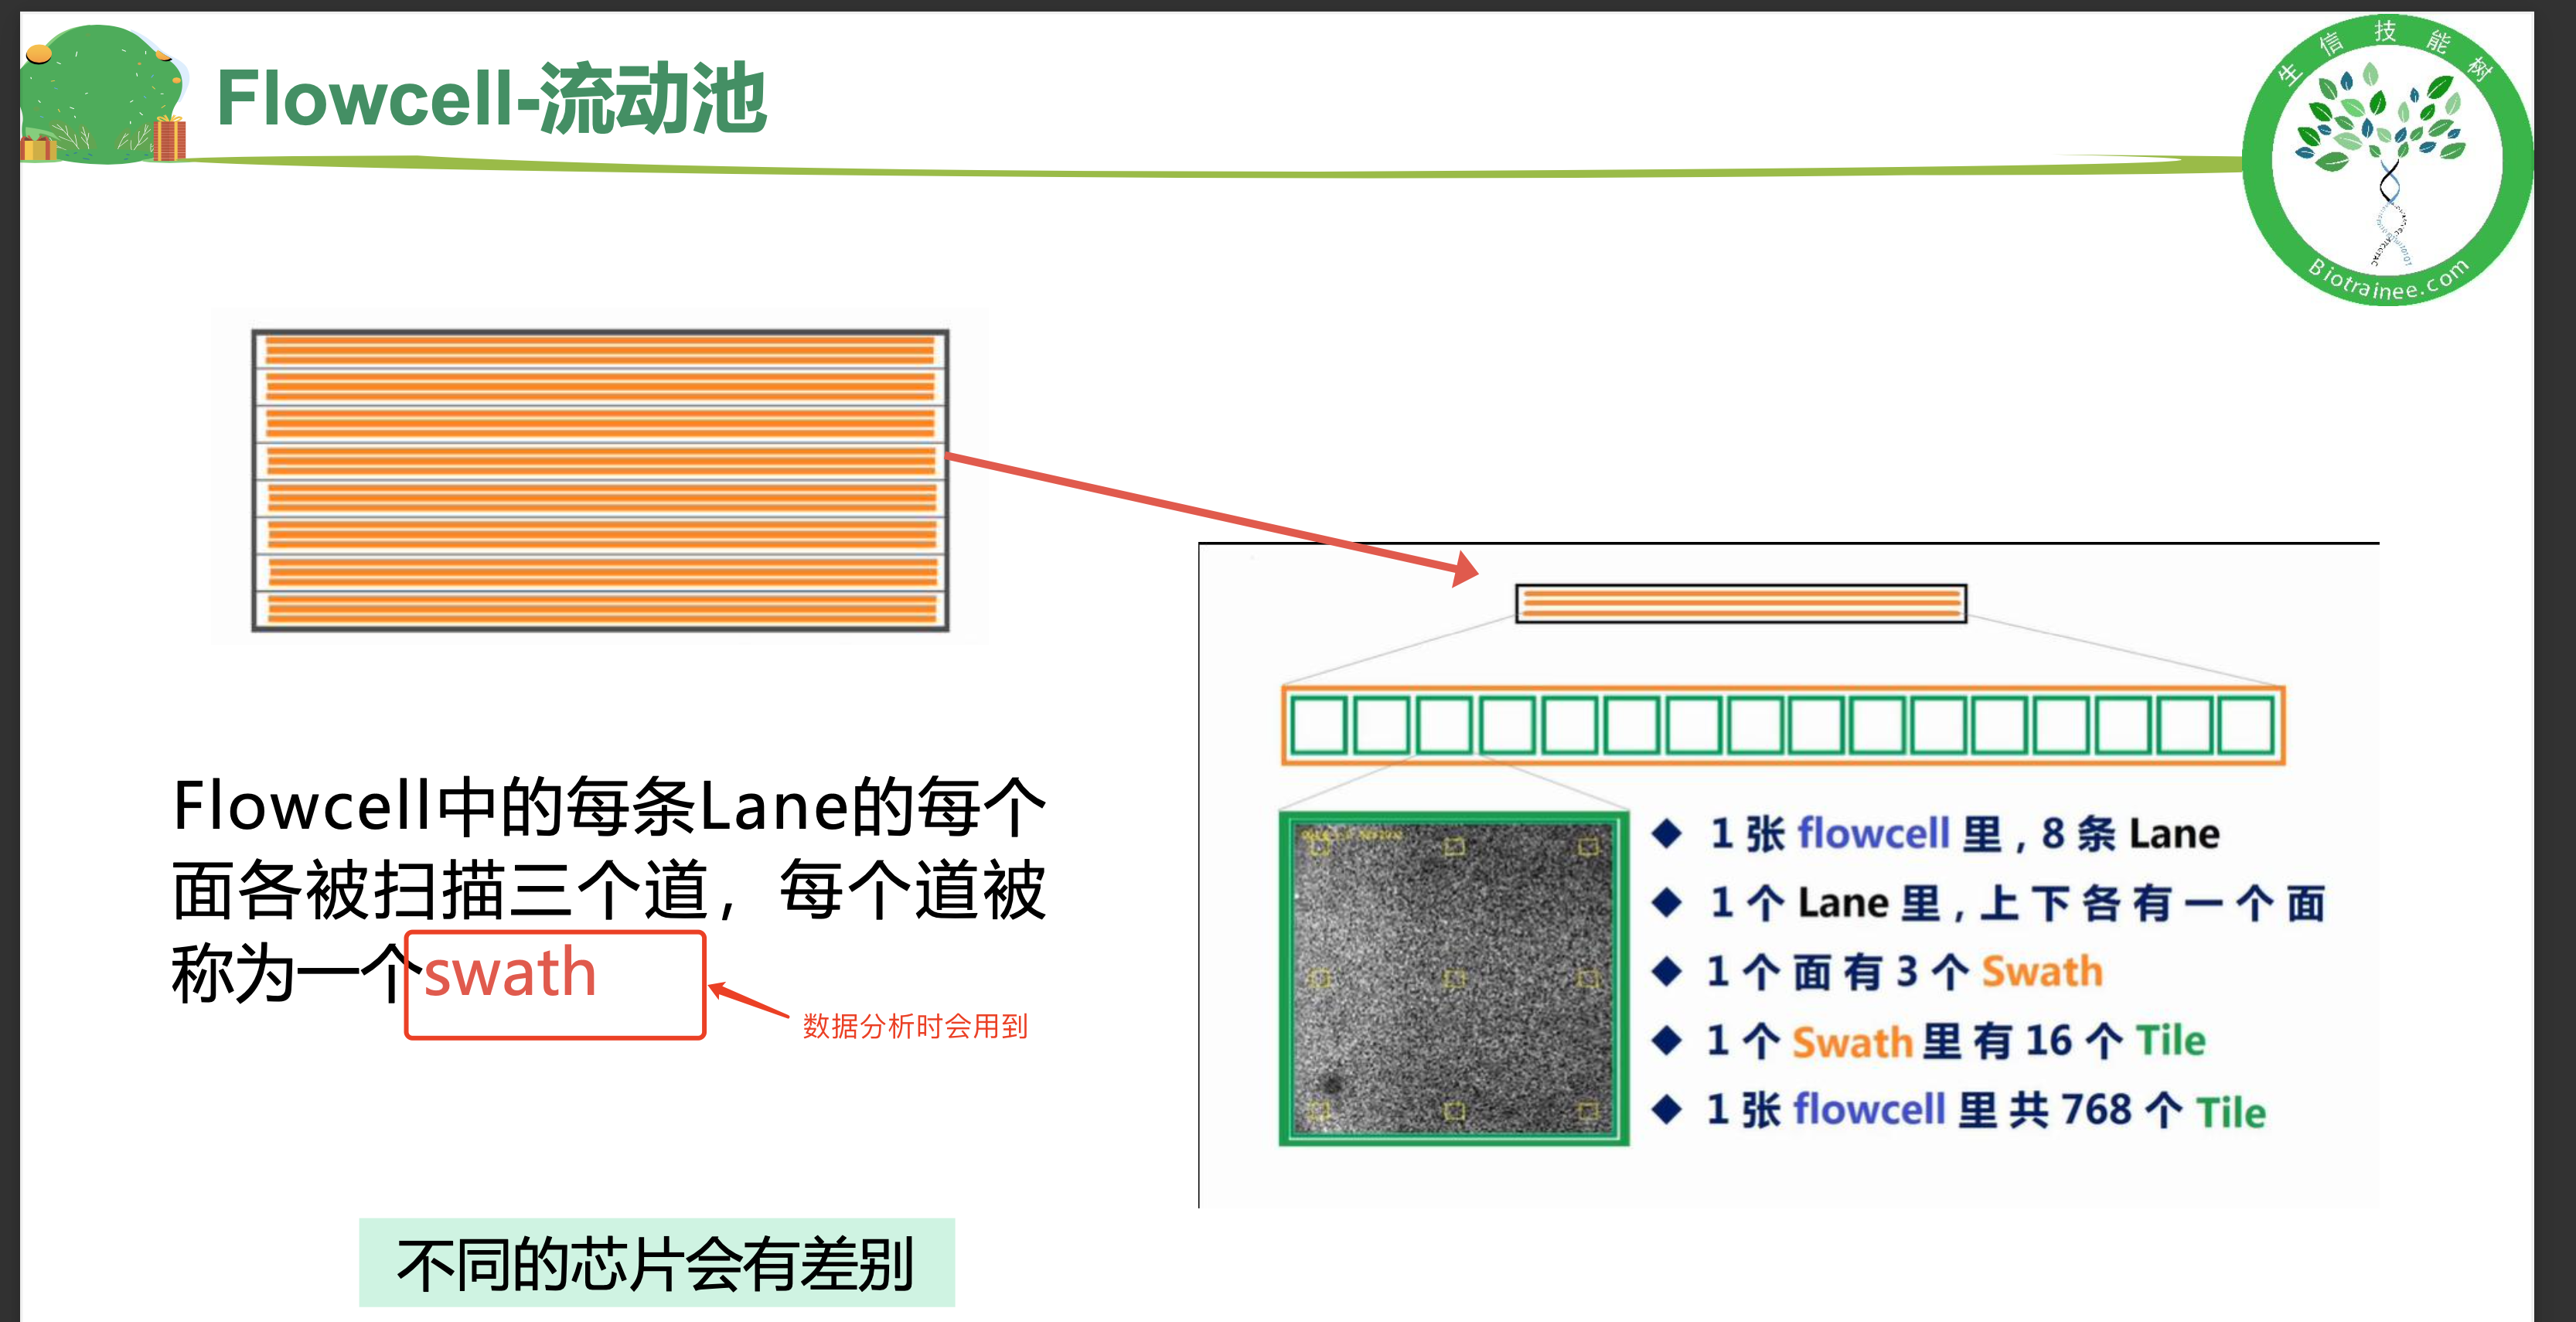 Flowcell-流动池
生信技能树
Biotrainee.com
Flowcell中的每条Lane的每个
面各被扫描三个道，每个道被
称为一个swath
数据分析时会用到
不同的芯片会有差别
◆ 1 张 flowcell 里 , 8 条 Lane
◆ 1 个 Lane 里 , 上 下 各 有 一 个 面
◆ 1 个 面 有 3 个 Swath
◆ 1 个 Swath 里 有 16 个 Tile
◆ 1 张 flowcell 里 共 768 个 Tile